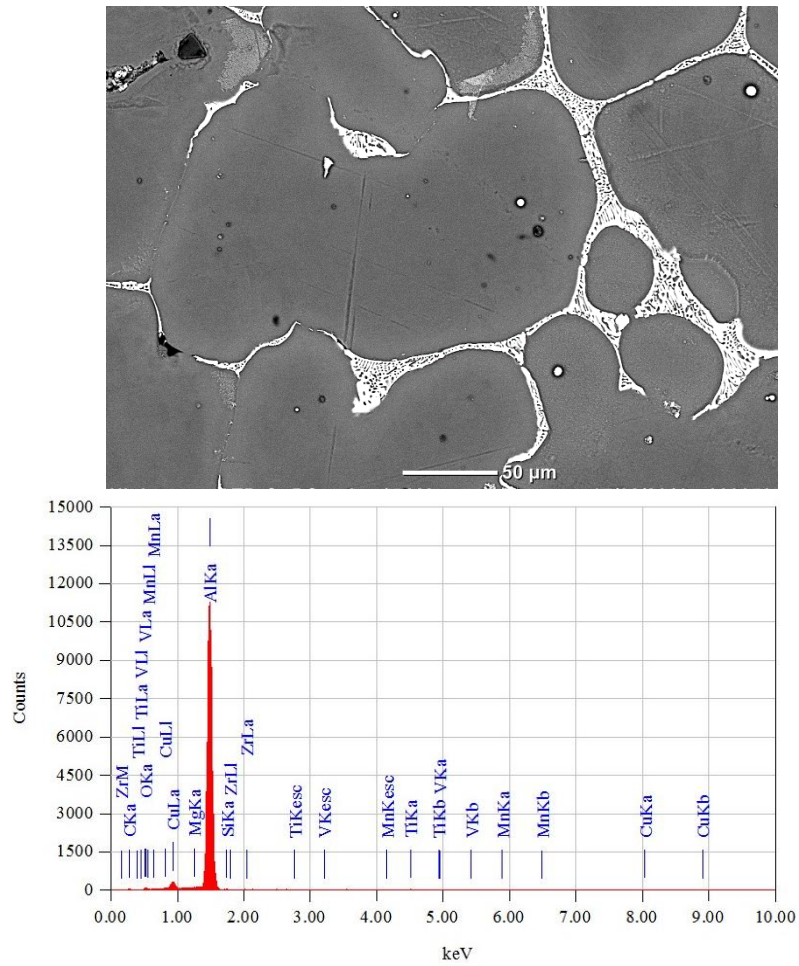 50 µm
15000
13500
12000
10500
9000
7500
6000
4500
3000
1500
0
Counts
ZrM
CKa
TiLl
TiLa
OKa
VLl
VLa
MnLl
MnLa
CuLl
CuLa
MgKa
AlKa
SiKa
ZrLl
ZrLa
TiKesc
VKesc
MnKesc
TiKa
TiKb
VKa
VKb
MnKa
MnKb
CuKa
CuKb
0.00 1.00 2.00 3.00 4.00 5.00 6.00 7.00 8.00 9.00 10.00
keV